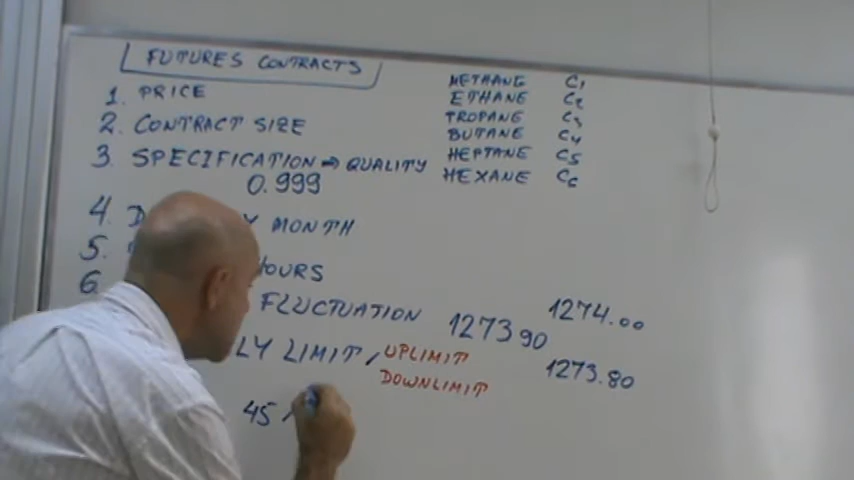 FUTURES CONTRACTS
1. PRICE
2. CONTRACT SIZE
3. SPECIFICATION → QUALITY
0.999
4. MONTH
5. HOURS
6. FLUCTUATION 1273 90
1274.00
1273.80
LY LIMIT / UPLIMIT
DOWNLIMIT
45
METHANE C1
ETHANE C2
TROPANE C3
BUTANE C4
HEPTANE C5
HEXANE C6